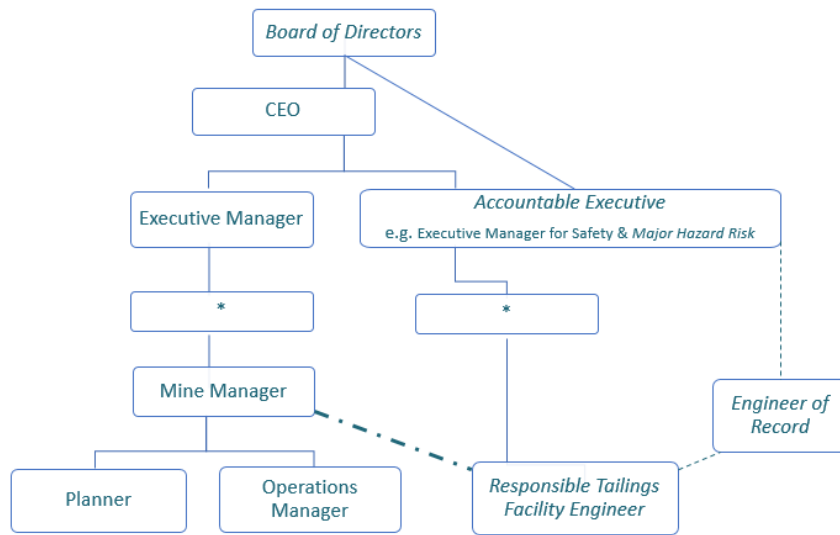 Board of Directors
CEO
Executive Manager
Accountable Executive
e.g. Executive Manager for Safety & Major Hazard Risk
*
*
Mine Manager
Engineer of
Record
Planner
Operations
Manager
Responsible Tailings
Facility Engineer